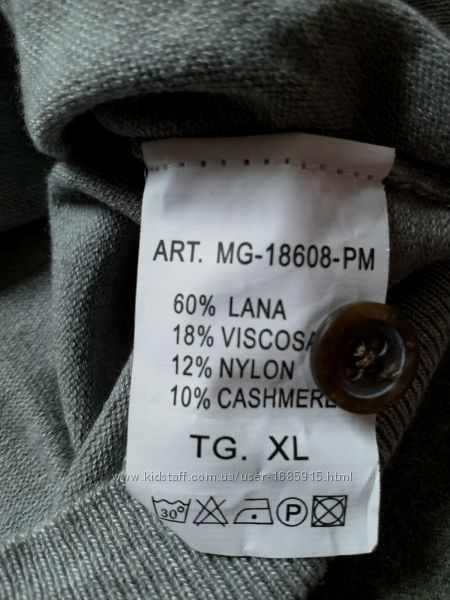 ART. MG-18608-PM
60% LANA
18% VISCOSA
12% NYLON
10% CASHMERE
TG. XL
www.kidstaff.com.ua/user-1685915.html
30° P